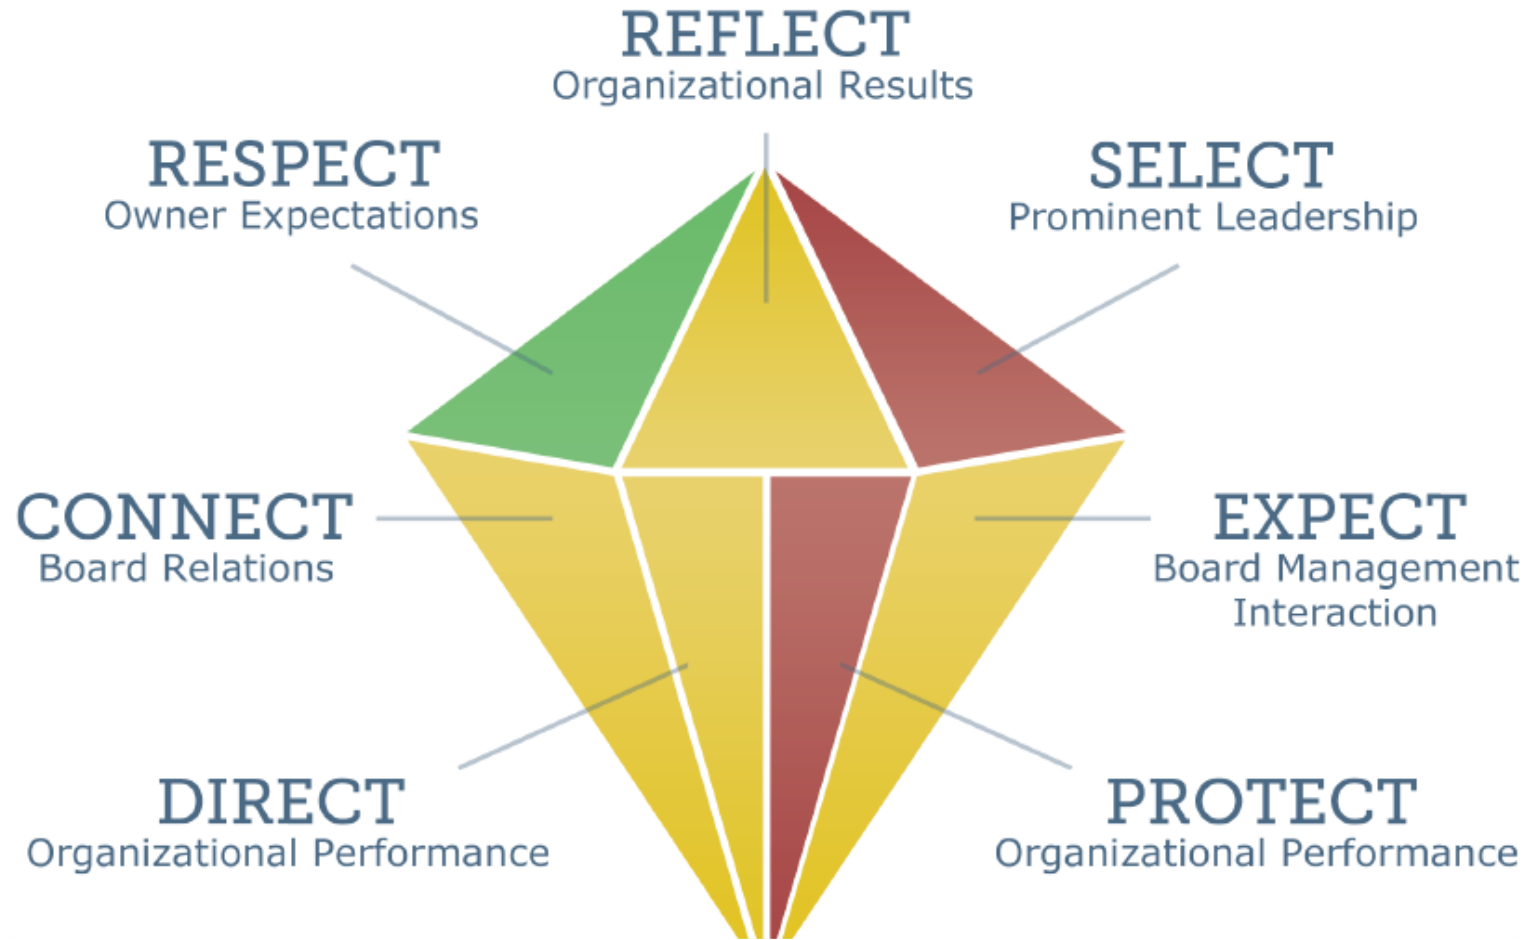 REFLECT
Organizational Results
RESPECT
Owner Expectations
SELECT
Prominent Leadership
CONNECT
Board Relations
EXPECT
Board Management
Interaction
DIRECT
Organizational Performance
PROTECT
Organizational Performance